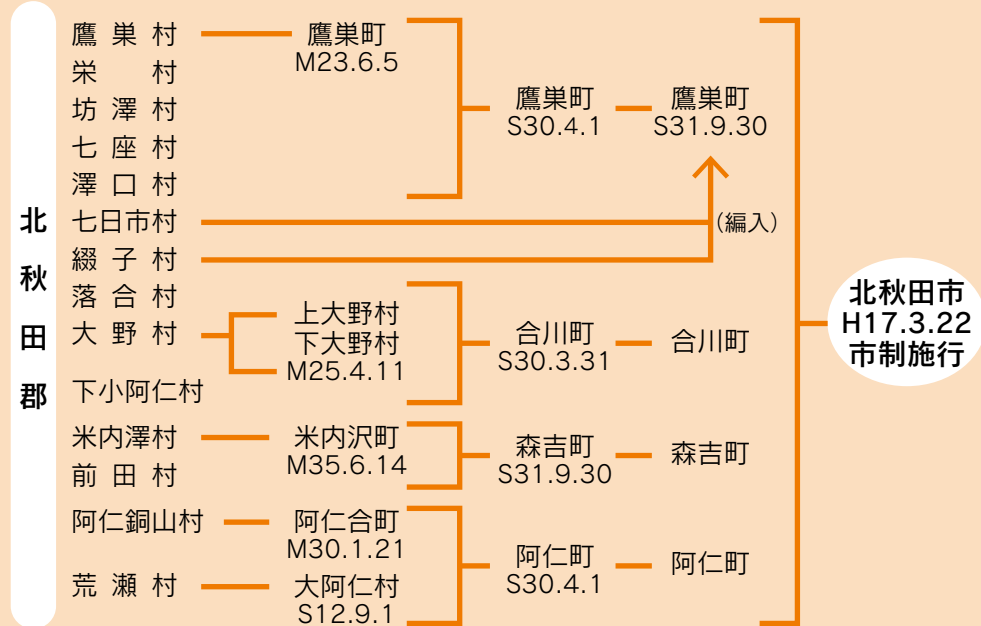 北秋田郡
鷹巣村
栄村
坊澤村
七座村
澤口村
七日市村
綴子村
落合村
大野村
下小阿仁村
米内澤村
前田村
阿仁銅山村
荒瀬村
鷹巣町
M23.6.5
上大野村
下大野村
M25.4.11
米内沢町
M35.6.14
阿仁合町
M30.1.21
大阿仁村
S12.9.1
鷹巣町
S30.4.1
合川町
S30.3.31
森吉町
S31.9.30
阿仁町
S30.4.1
鷹巣町
S31.9.30
(編入)
合川町
森吉町
阿仁町
北秋田市
H17.3.22
市制施行